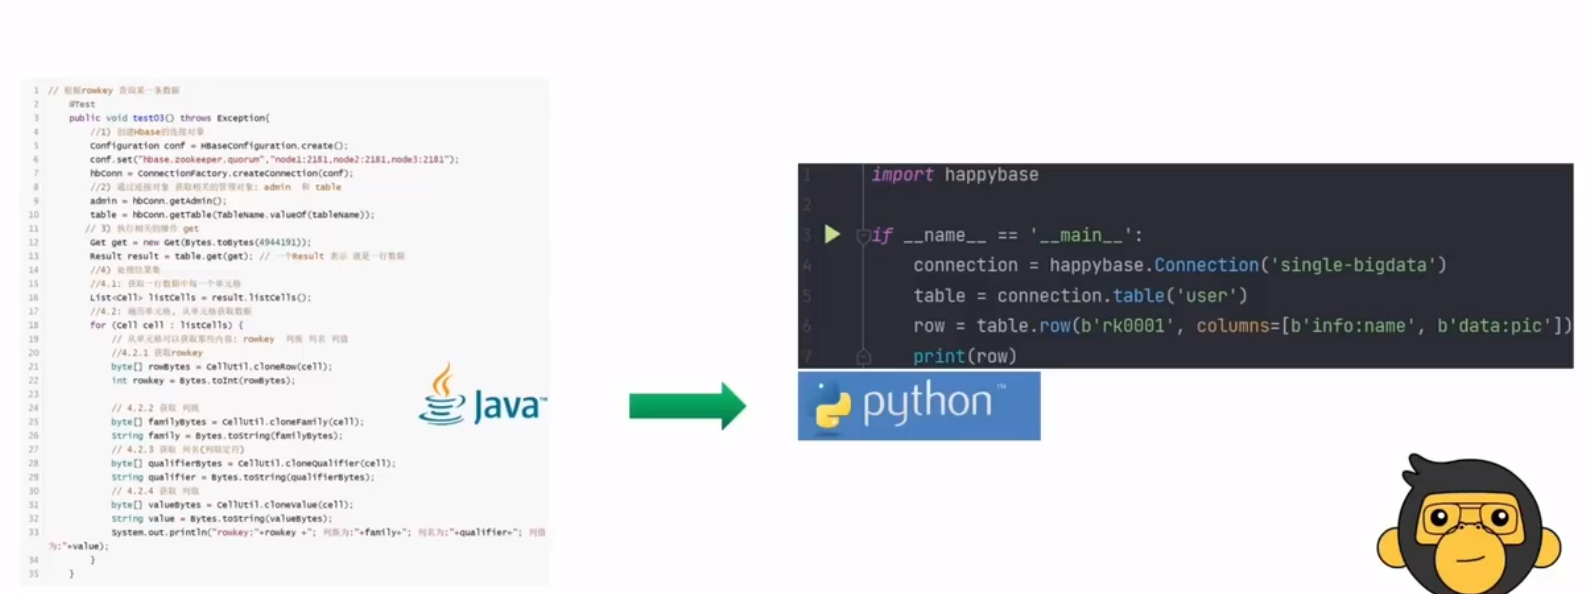 1 // 根据rowkey 查询某一条数据
2 @Test
3 public void test03() throws Exception{
4 //1) 创建Hbase的连接对象
5 Configuration conf = HBaseConfiguration.create();
6 conf.set("hbase.zookeeper.quorum","node1:2181,node2:2181,node3:2181");
7 hbConn = ConnectionFactory.createConnection(conf);
8 //2) 通过连接对象 获取相关的管理对象: admin 和 table
9 admin = hbConn.getAdmin();
10 table = hbConn.getTable(TableName.valueOf(tableName));
11 // 3) 执行相关的操作 get
12 Get get = new Get(Bytes.toBytes(4944191));
13 Result result = table.get(get); // 一个Result 表示 就是一行数据
14 //4) 处理结果集
15 //4.1: 获取一行数据中每一个单元格
16 List<Cell> listCells = result.listCells();
17 //4.2: 遍历单元格, 从单元格获取数据
18 for (Cell cell : listCells) {
19 // 从单元格可以获取那些内容: rowkey 列族 列名 列值
20 //4.2.1 获取rowkey
21 byte[] rowBytes = CellUtil.cloneRow(cell);
22 int rowkey = Bytes.toInt(rowBytes);
23
24 // 4.2.2 获取 列族
25 byte[] familyBytes = CellUtil.cloneFamily(cell);
26 String family = Bytes.toString(familyBytes);
27 // 4.2.3 获取 列名(列限定符)
28 byte[] qualifierBytes = CellUtil.cloneQualifier(cell);
29 String qualifier = Bytes.toString(qualifierBytes);
30 // 4.2.4 获取 列值
31 byte[] valueBytes = CellUtil.cloneValue(cell);
32 String value = Bytes.toString(valueBytes);
33 System.out.println("rowkey:"+rowkey +"; 列族为:"+family+"; 列名为:"+qualifier+"; 列值
为:"+value);
34 }
35 }
Java™
1 import happybase
2
3 if __name__ == '__main__':
4 connection = happybase.Connection('single-bigdata')
5 table = connection.table('user')
6 row = table.row(b'rk0001', columns=[b'info:name', b'data:pic'])
7 print(row)
python™